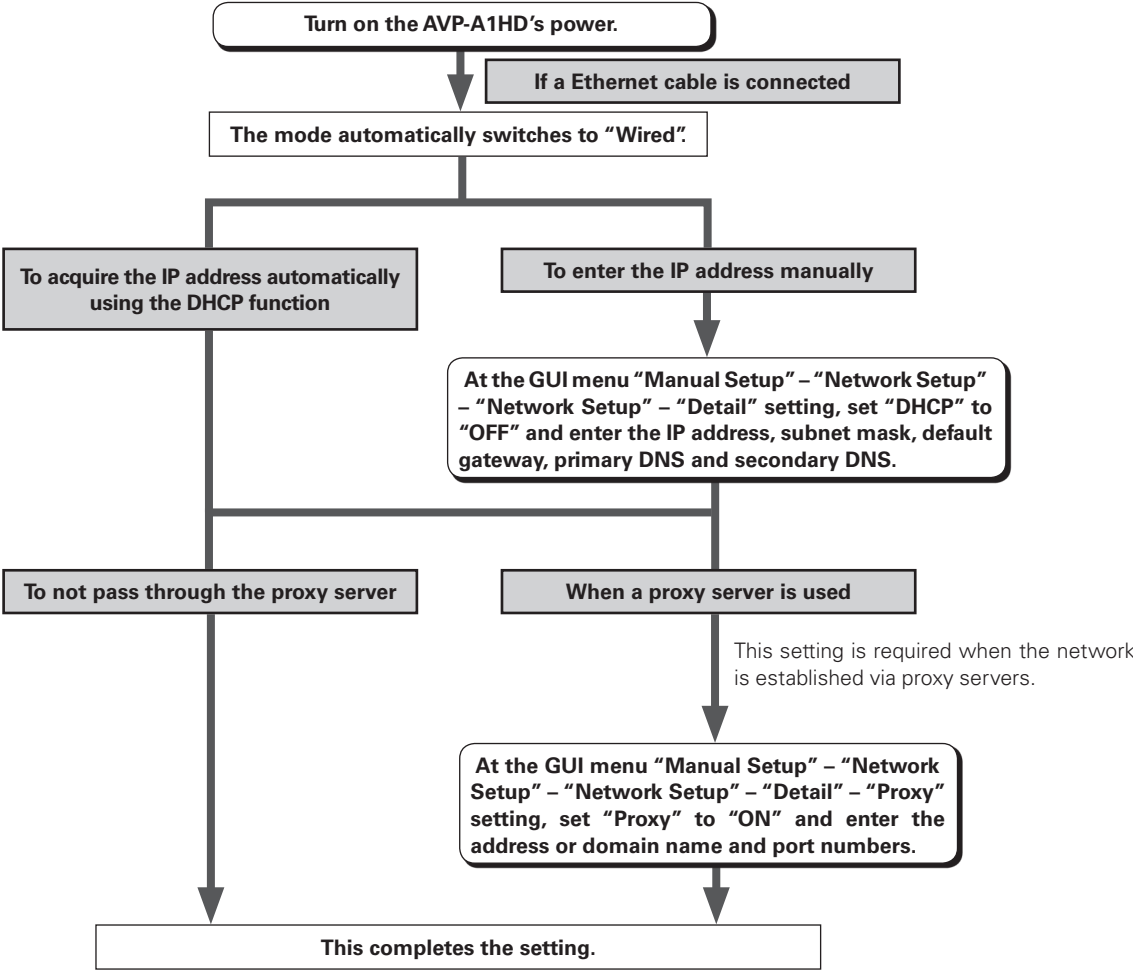 Turn on the AVP-A1HD's power.
If a Ethernet cable is connected
The mode automatically switches to “Wired”.
To acquire the IP address automatically
using the DHCP function
To enter the IP address manually
At the GUI menu “Manual Setup” – “Network Setup”
– “Network Setup” – “Detail” setting, set “DHCP” to
“OFF” and enter the IP address, subnet mask, default
gateway, primary DNS and secondary DNS.
To not pass through the proxy server
When a proxy server is used
This setting is required when the network
is established via proxy servers.
At the GUI menu “Manual Setup” – “Network
Setup” – “Network Setup” – “Detail” – “Proxy”
setting, set “Proxy” to “ON” and enter the
address or domain name and port numbers.
This completes the setting.